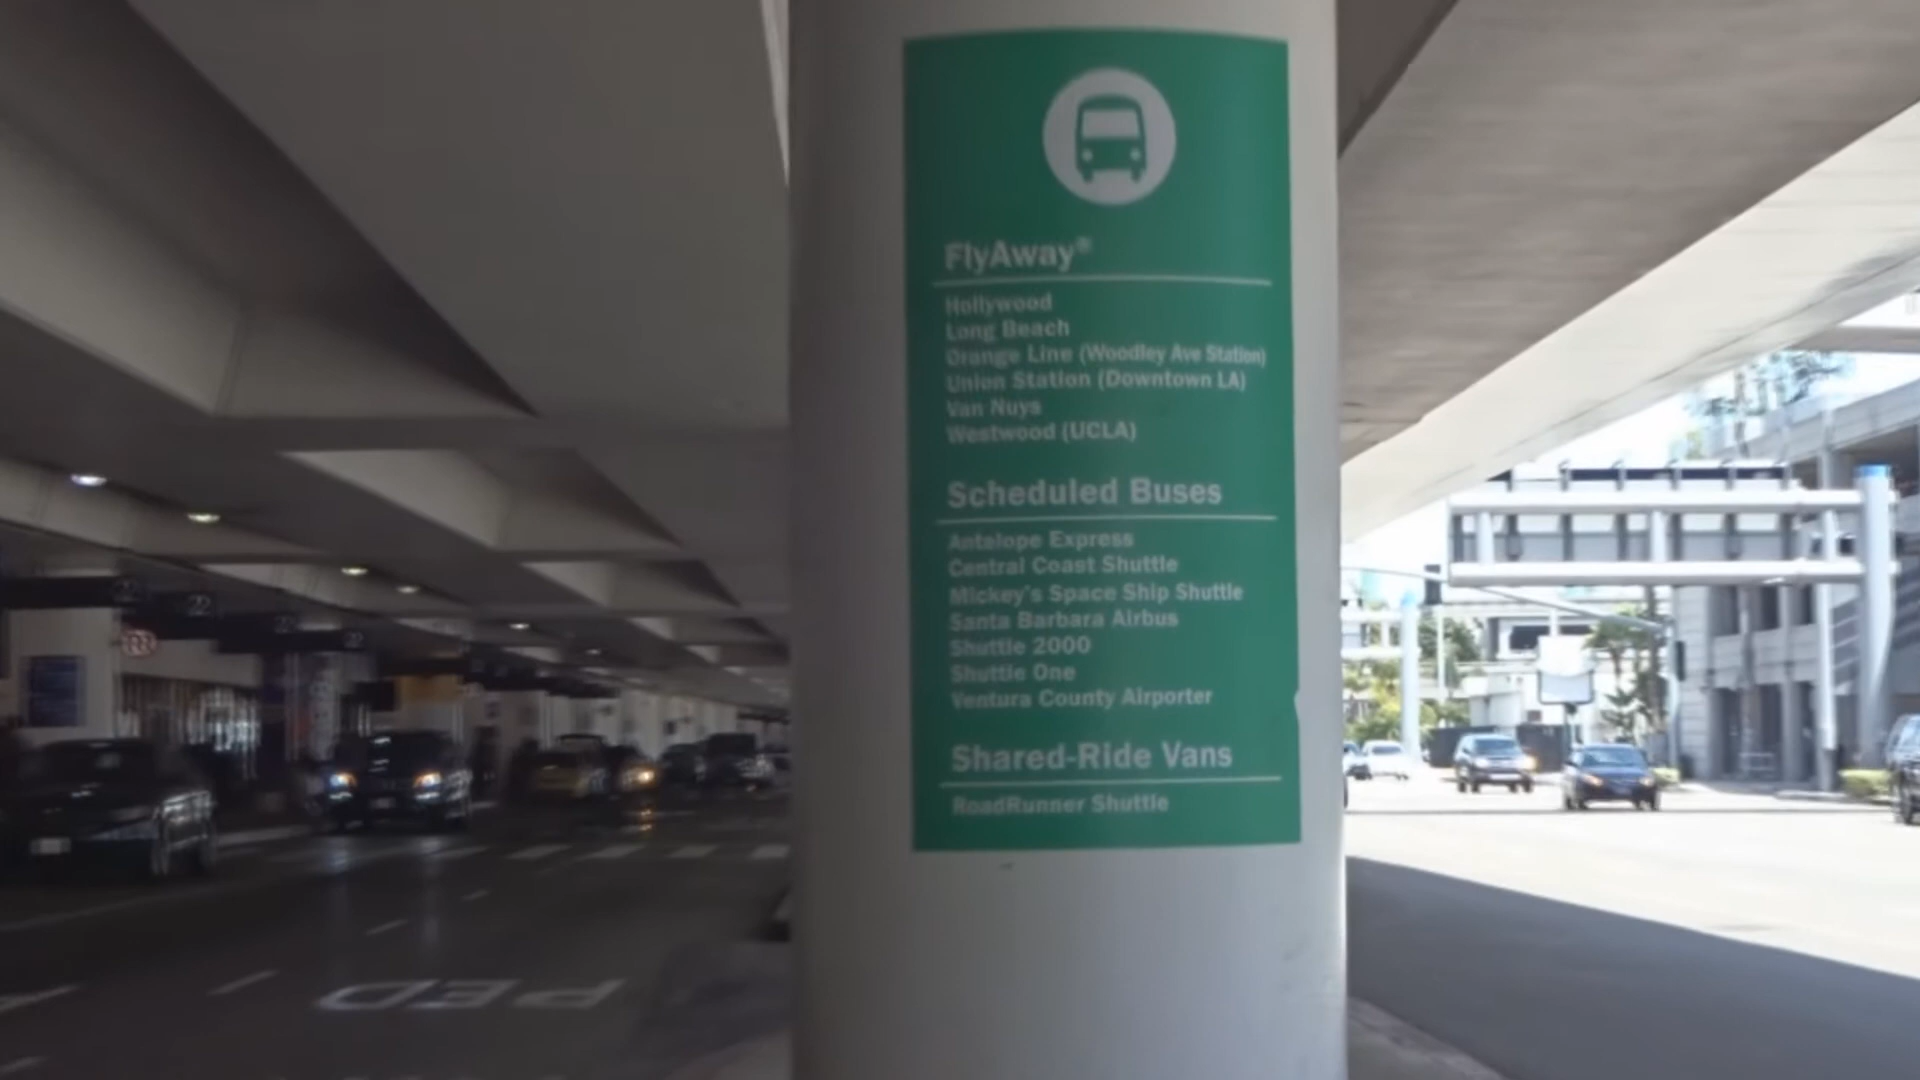 FlyAway®
Hollywood
Long Beach
Orange Line (Woodley Ave Station)
Union Station (Downtown LA)
Van Nuys
Westwood (UCLA)
Scheduled Buses
Antelope Express
Central Coast Shuttle
Mickey's Space Ship Shuttle
Santa Barbara Airbus
Shuttle 2000
Shuttle One
Ventura County Airporter
Shared-Ride Vans
RoadRunner Shuttle
22
PED